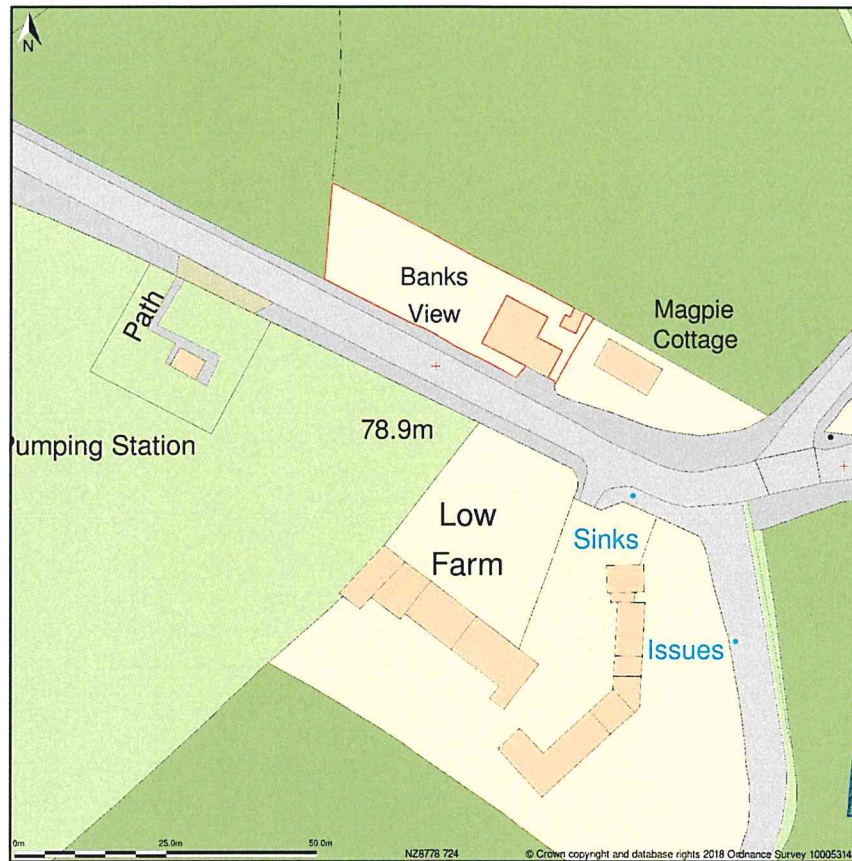 N
Banks
View
Magpie
Cottage
Path
78.9m
Pumping Station
Low
Farm
Sinks
Issues
0m
25.0m
50.0m
NZ8778 724
© Crown copyright and database rights 2018 Ordnance Survey 10005314